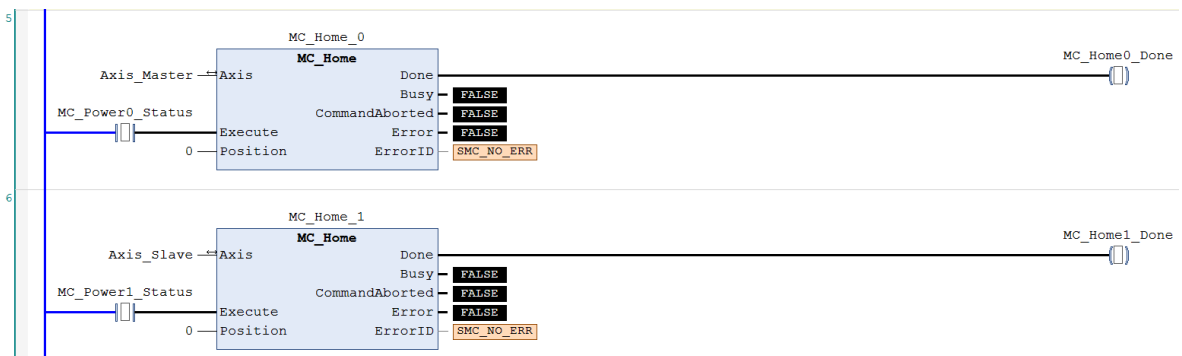 5
MC_Home_0
MC_Home
MC_Home0_Done
Axis_Master Axis Done
Busy FALSE
MC_Power0_Status CommandAborted FALSE
Execute Error FALSE
0 Position ErrorID SMC_NO_ERR
6
MC_Home_1
MC_Home
MC_Home1_Done
Axis_Slave Axis Done
Busy FALSE
MC_Power1_Status CommandAborted FALSE
Execute Error FALSE
0 Position ErrorID SMC_NO_ERR